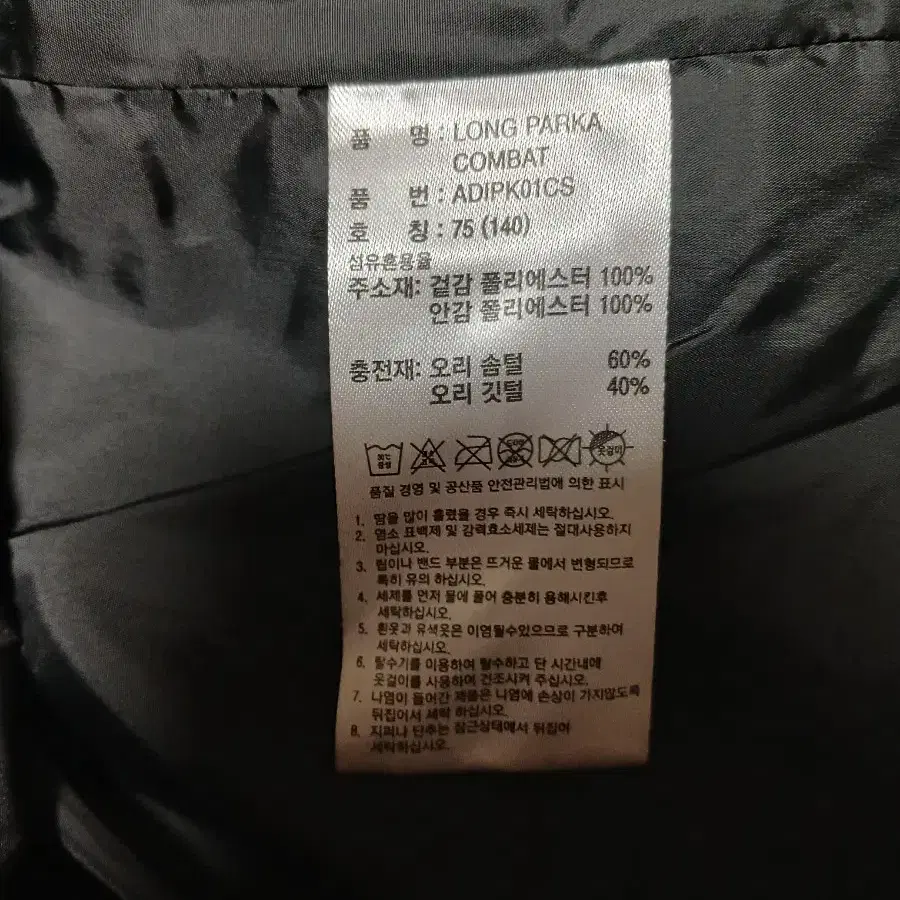 품 명 : LONG PARKA
COMBAT
품 번 : ADIPK01CS
호 칭 : 75 (140)
섬유혼용율
주소재: 겉감 폴리에스터 100%
안감 폴리에스터 100%
충전재: 오리 솜털 60%
오리 깃털 40%
옷걸이
품질 경영 및 공산품 안전관리법에 의한 표시
1. 땀을 많이 흘렸을 경우 즉시 세탁하십시오.
2. 염소 표백제 및 강력효소세제는 절대사용하지
마십시오.
3. 립이나 밴드 부분은 뜨거운 물에서 변형되므로
특히 유의 하십시오.
4. 세제를 먼저 물에 풀어 충분히 용해시킨후
세탁하십시오.
5. 흰옷과 유색옷은 이염될수있으므로 구분하여
세탁하십시오.
6. 탈수기를 이용하여 탈수하고 단 시간내에
옷걸이를 사용하여 건조시켜 주십시오.
7. 나염이 들어간 제품은 나염에 손상이 가지않도록
뒤집어서 세탁 하십시오.
8. 지퍼나 단추는 잠근상태에서 뒤집어
세탁하십시오.